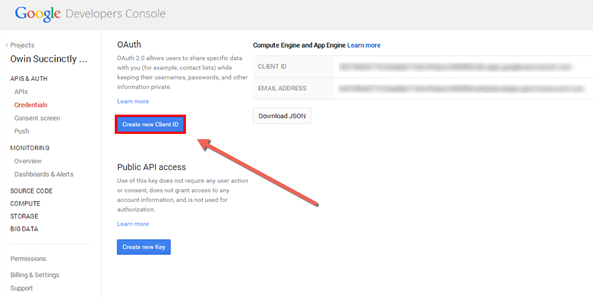 Google Developers Console
Projects
Owin Succinctly ...
APIS & AUTH
APIs
Credentials
Consent screen
Push
MONITORING
Overview
Dashboards & Alerts
SOURCE CODE
COMPUTE
STORAGE
BIG DATA
Permissions
Billing & Settings
Support
OAuth
OAuth 2.0 allows users to share specific data
with you (for example, contact lists) while
keeping their usernames, passwords, and other
information private.
Learn more
Create new Client ID
Public API access
Use of this key does not require any user action
or consent, does not grant access to any
account information, and is not used for
authorization.
Learn more
Create new Key
Compute Engine and App Engine Learn more
CLIENT ID
EMAIL ADDRESS
Download JSON